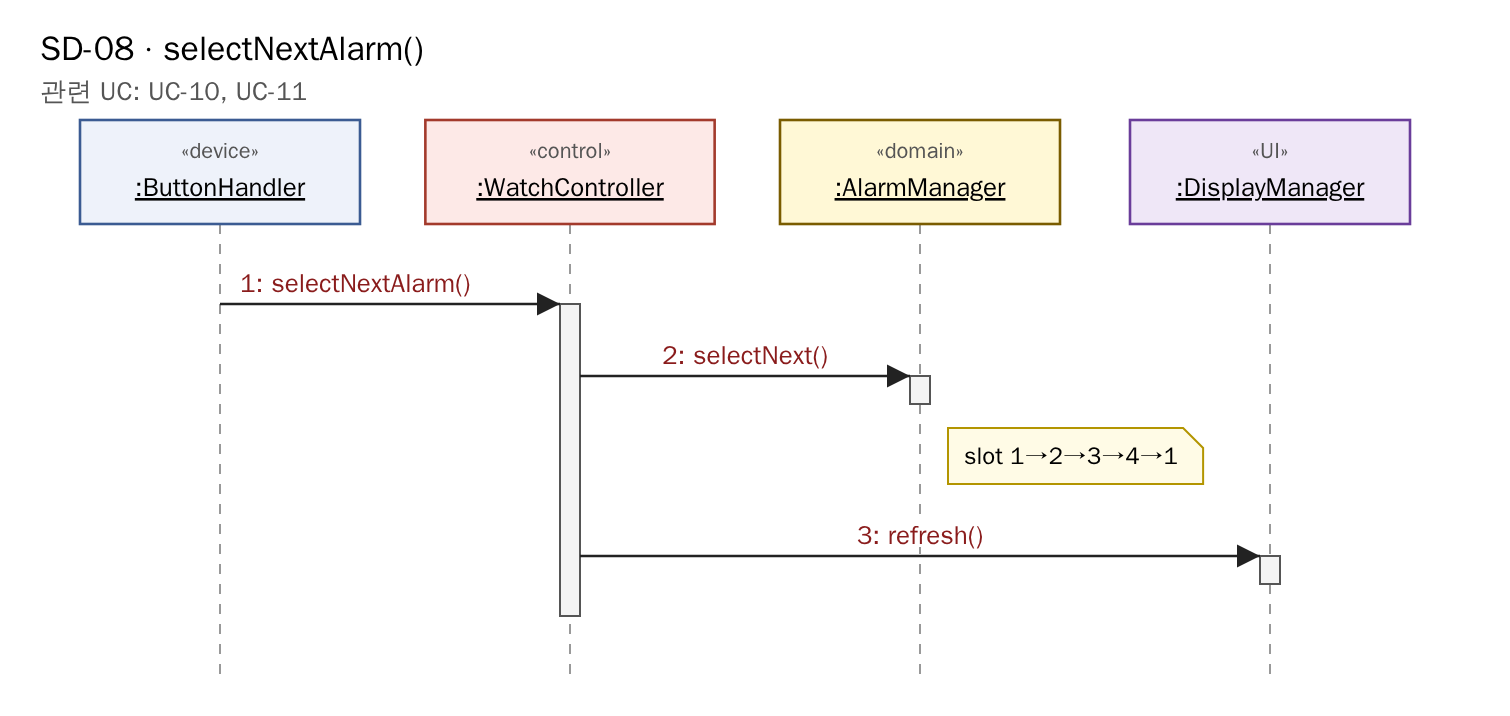 SD-08 · selectNextAlarm()
관련 UC: UC-10, UC-11
«device»
:ButtonHandler
«control»
:WatchController
«domain»
:AlarmManager
«UI»
:DisplayManager
1: selectNextAlarm()
2: selectNext()
slot 1→2→3→4→1
3: refresh()